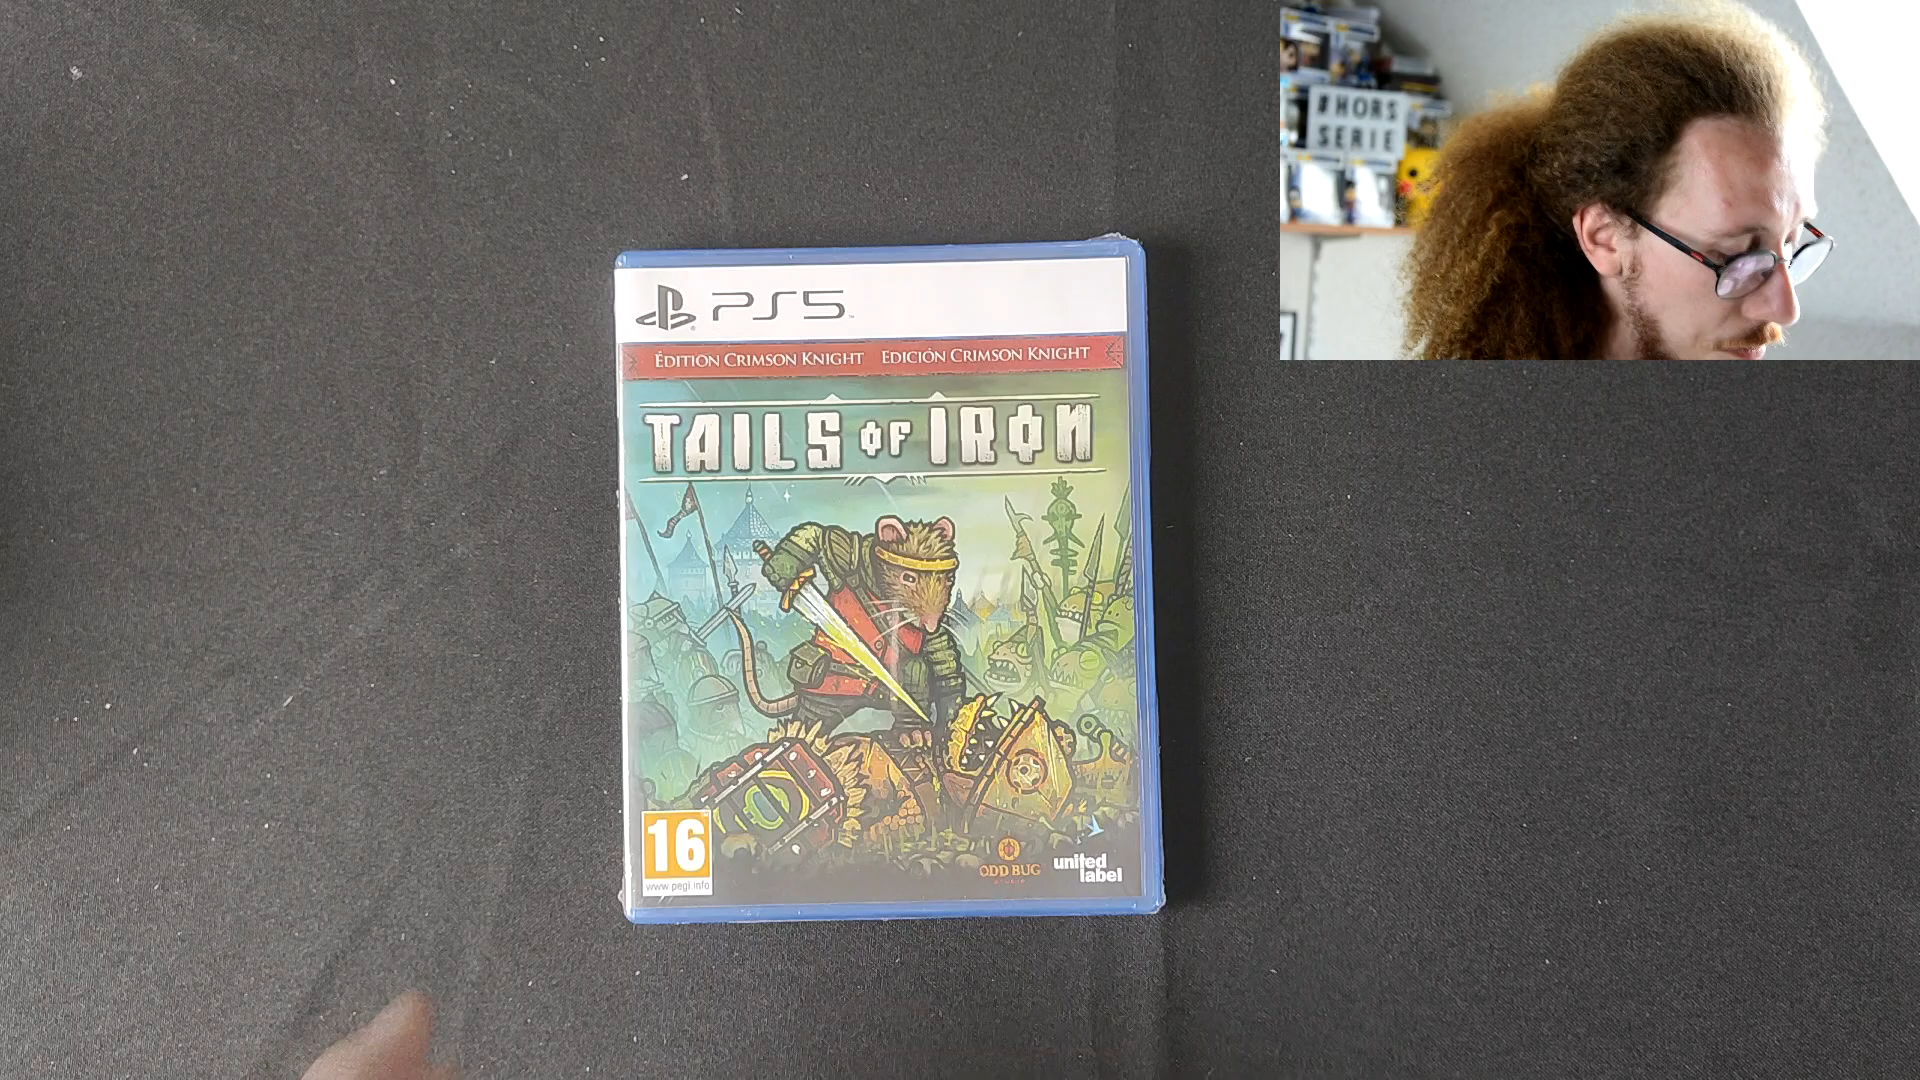 #HORS
SERIE
PS5
ÉDITION CRIMSON KNIGHT EDICIÓN CRIMSON KNIGHT
TAILS OF IRON
16
www.pegi.info
ODD BUG
STUDIO
united
label